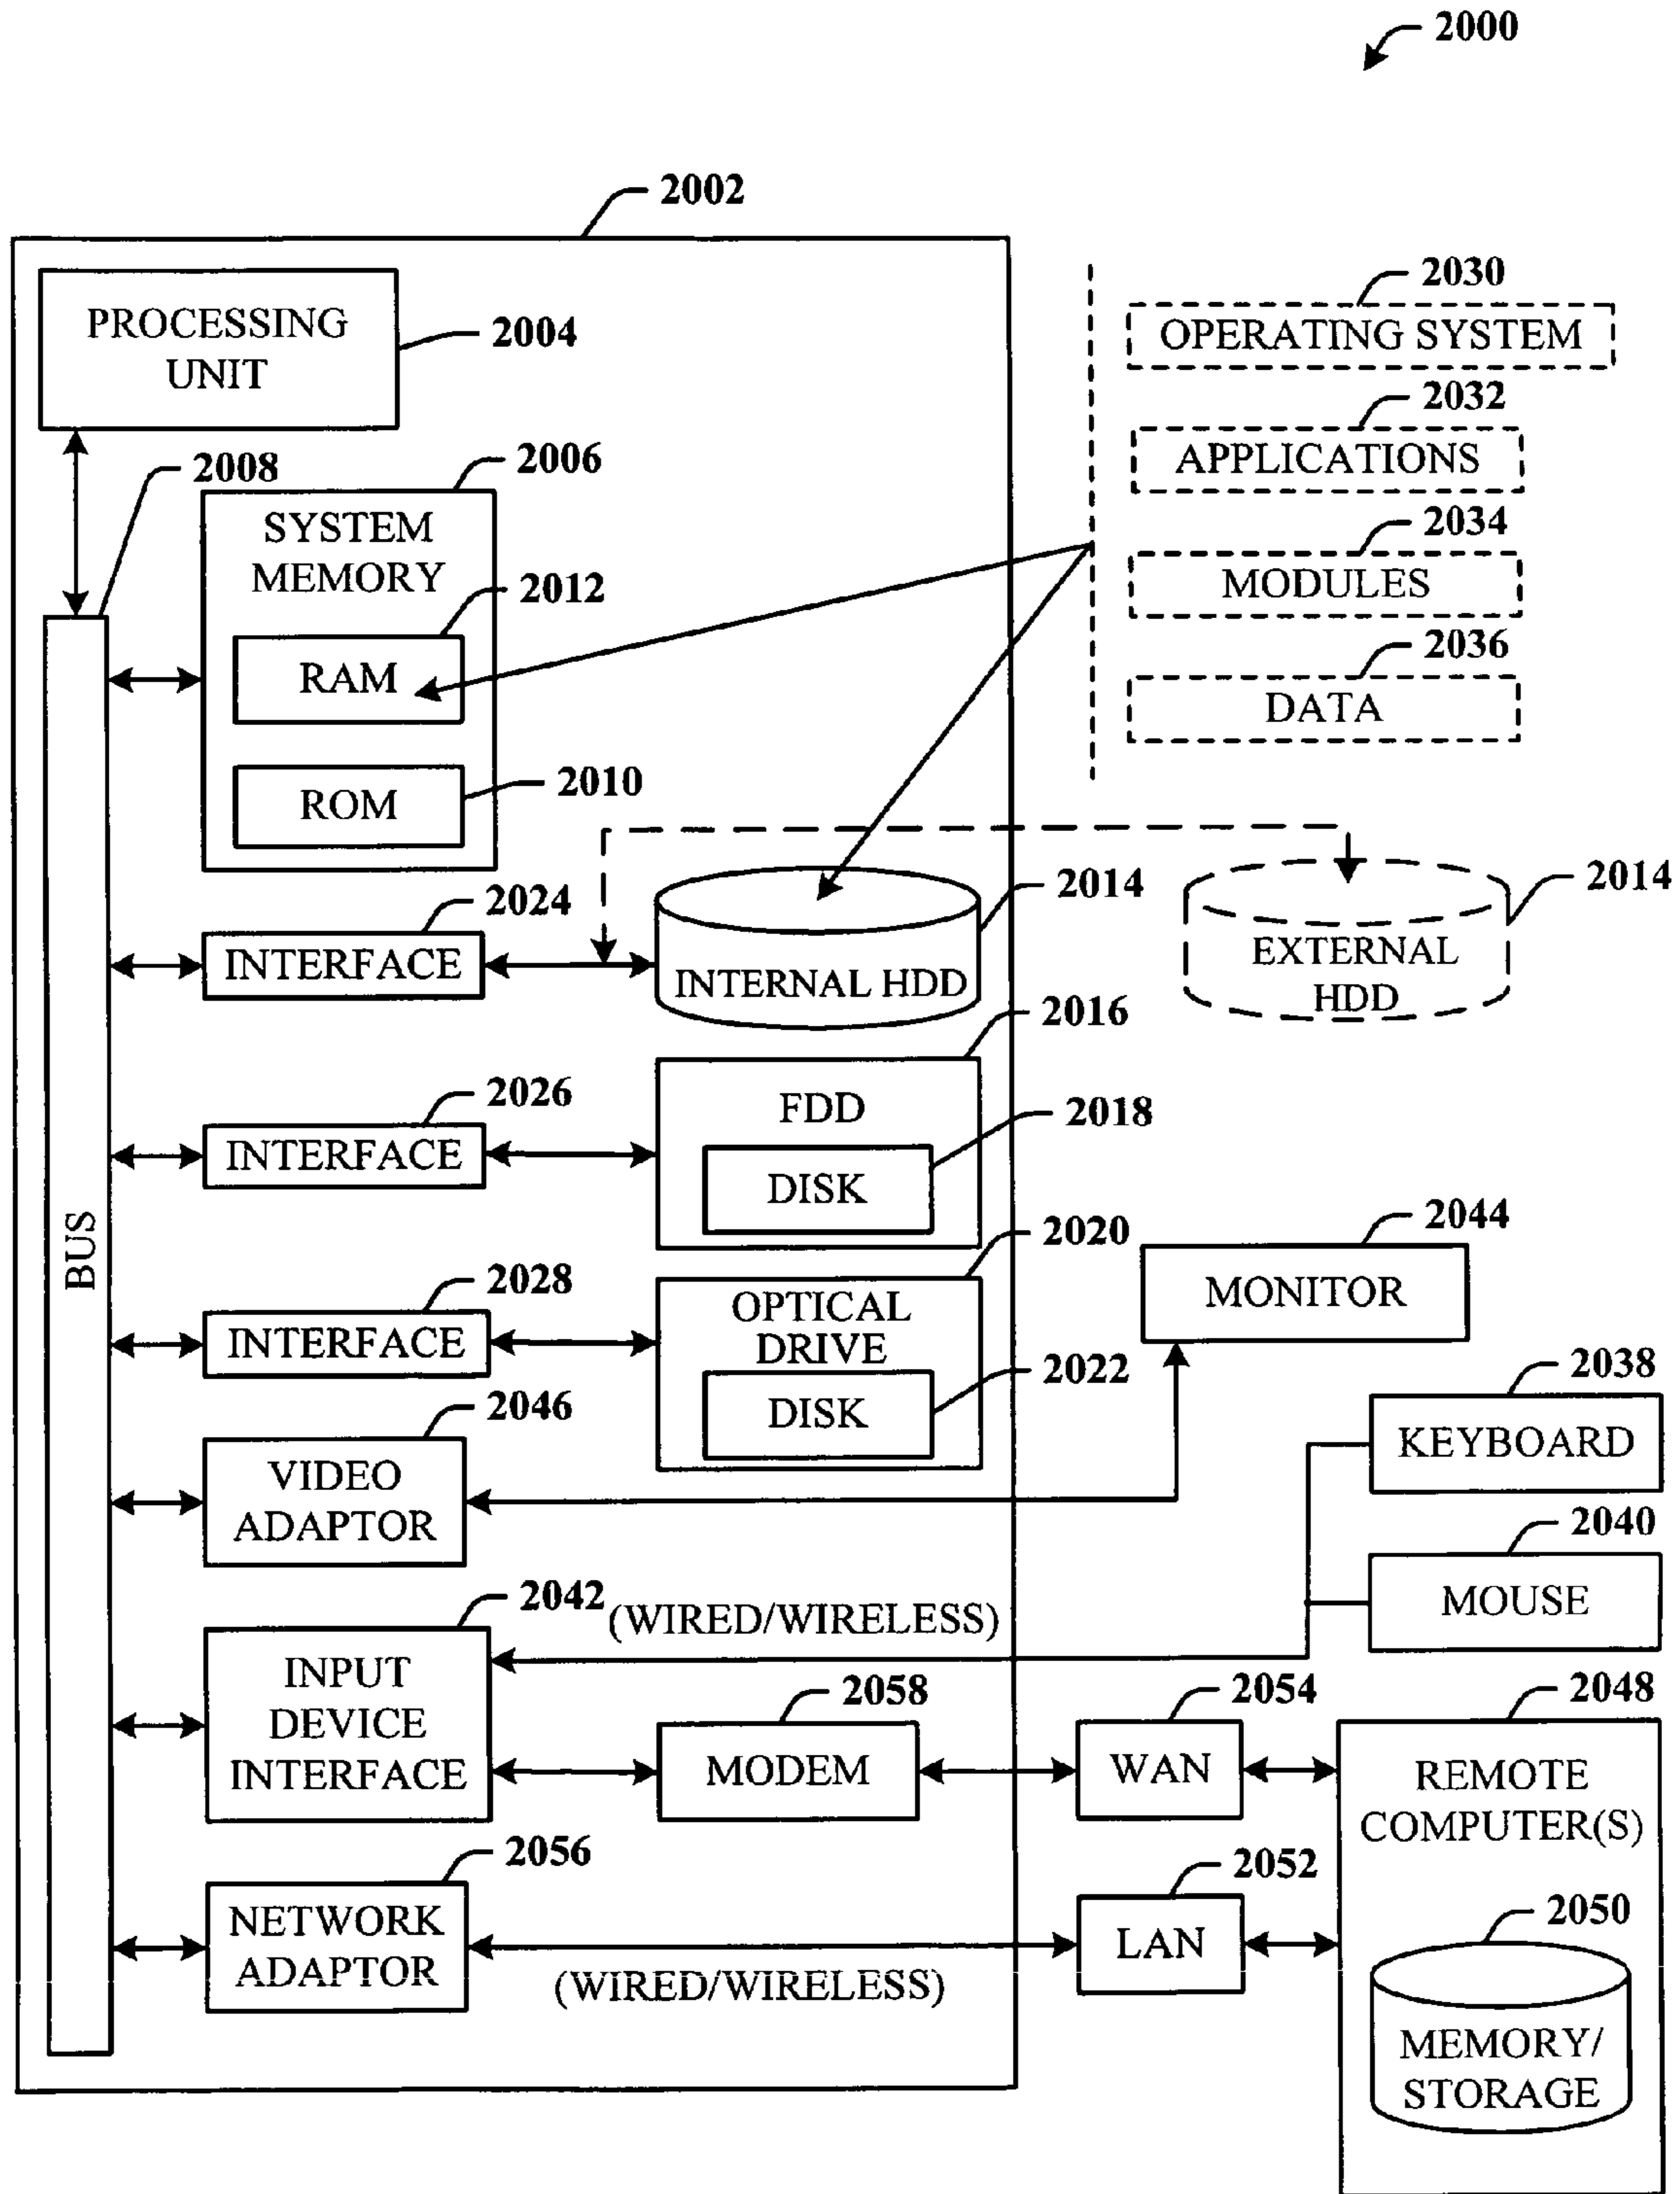 2000
2002
PROCESSING
UNIT
2004
2030
OPERATING SYSTEM
2032
APPLICATIONS
2034
MODULES
2036
DATA
2008
2006
SYSTEM
MEMORY
2012
RAM
2010
ROM
BUS
2024
INTERFACE
2014
INTERNAL HDD
2014
EXTERNAL
HDD
2026
INTERFACE
2016
FDD
2018
DISK
2028
INTERFACE
2020
OPTICAL
DRIVE
2022
DISK
2044
MONITOR
2046
VIDEO
ADAPTOR
2038
KEYBOARD
2040
MOUSE
2042
(WIRED/WIRELESS)
INPUT
DEVICE
INTERFACE
2058
MODEM
2054
WAN
2048
REMOTE
COMPUTER(S)
2056
NETWORK
ADAPTOR
(WIRED/WIRELESS)
2052
LAN
2050
MEMORY/
STORAGE